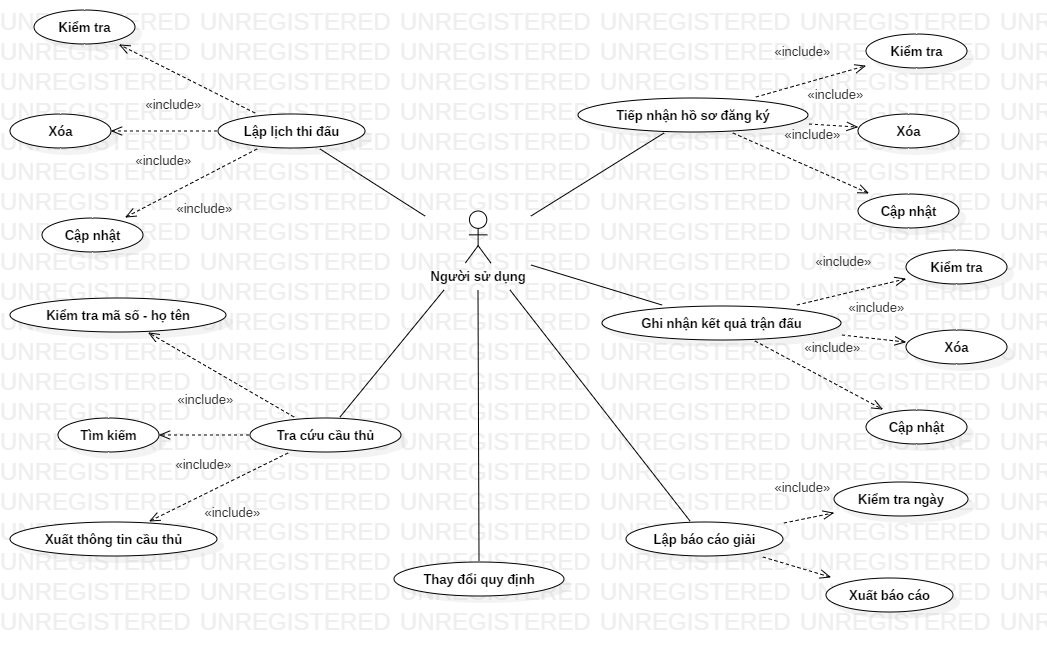 Kiểm tra
«include»
Xóa
Lập lịch thi đấu
«include»
«include»
Cập nhật
«include»
Kiểm tra
«include»
Tiếp nhận hồ sơ đăng ký
Xóa
«include»
Cập nhật
Người sử dụng
«include»
Kiểm tra
«include»
Ghi nhận kết quả trận đấu
«include»
Xóa
Cập nhật
Kiểm tra mã số - họ tên
«include»
Tìm kiếm
Tra cứu cầu thủ
«include»
«include»
Xuất thông tin cầu thủ
Thay đổi quy định
«include»
Kiểm tra ngày
Lập báo cáo giải
Xuất báo cáo
UNREGISTERED